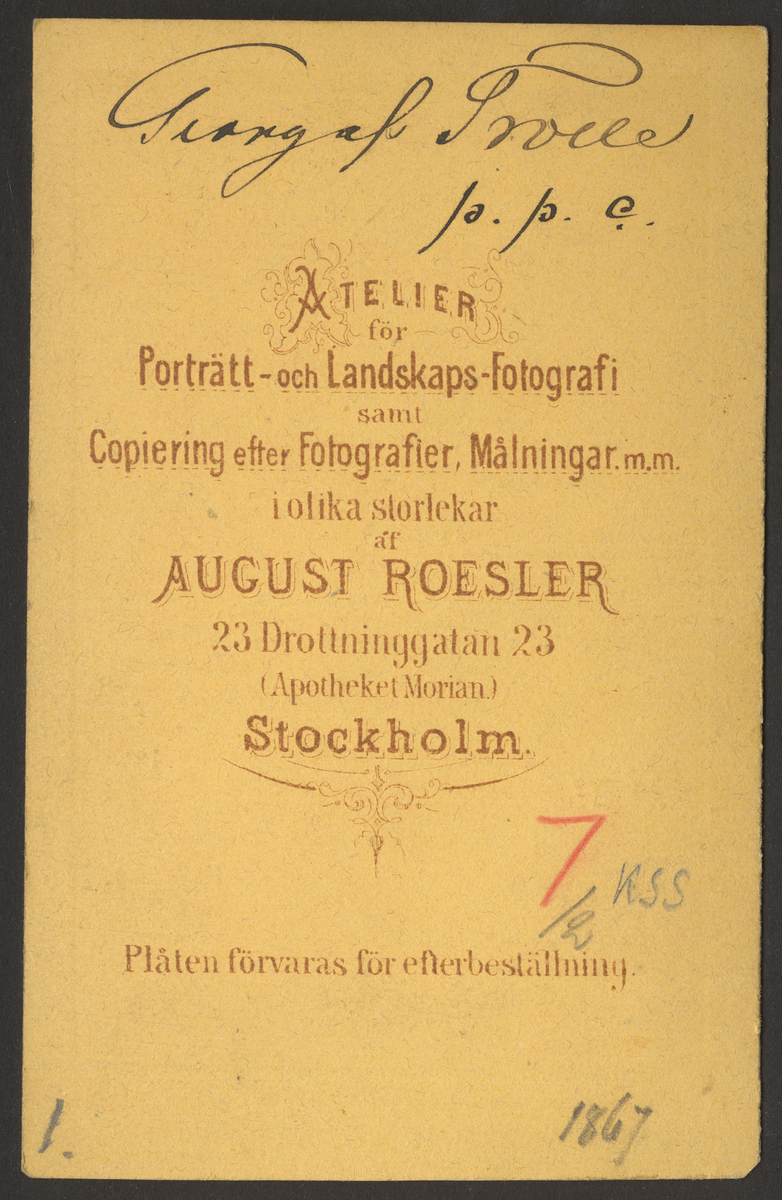 Georg af Trolle
p. p. c.
ATELIER
för
Porträtt-och Landskaps-Fotografi
samt
Copiering efter Fotografier, Målningar. m.m.
i olika storlekar
af
AUGUST ROESLER
23 Drottninggatan 23
(Apotheket Morian.)
Stockholm.
7
/2 KSS
Plåten förvaras för efterbeställning.
1. 1867